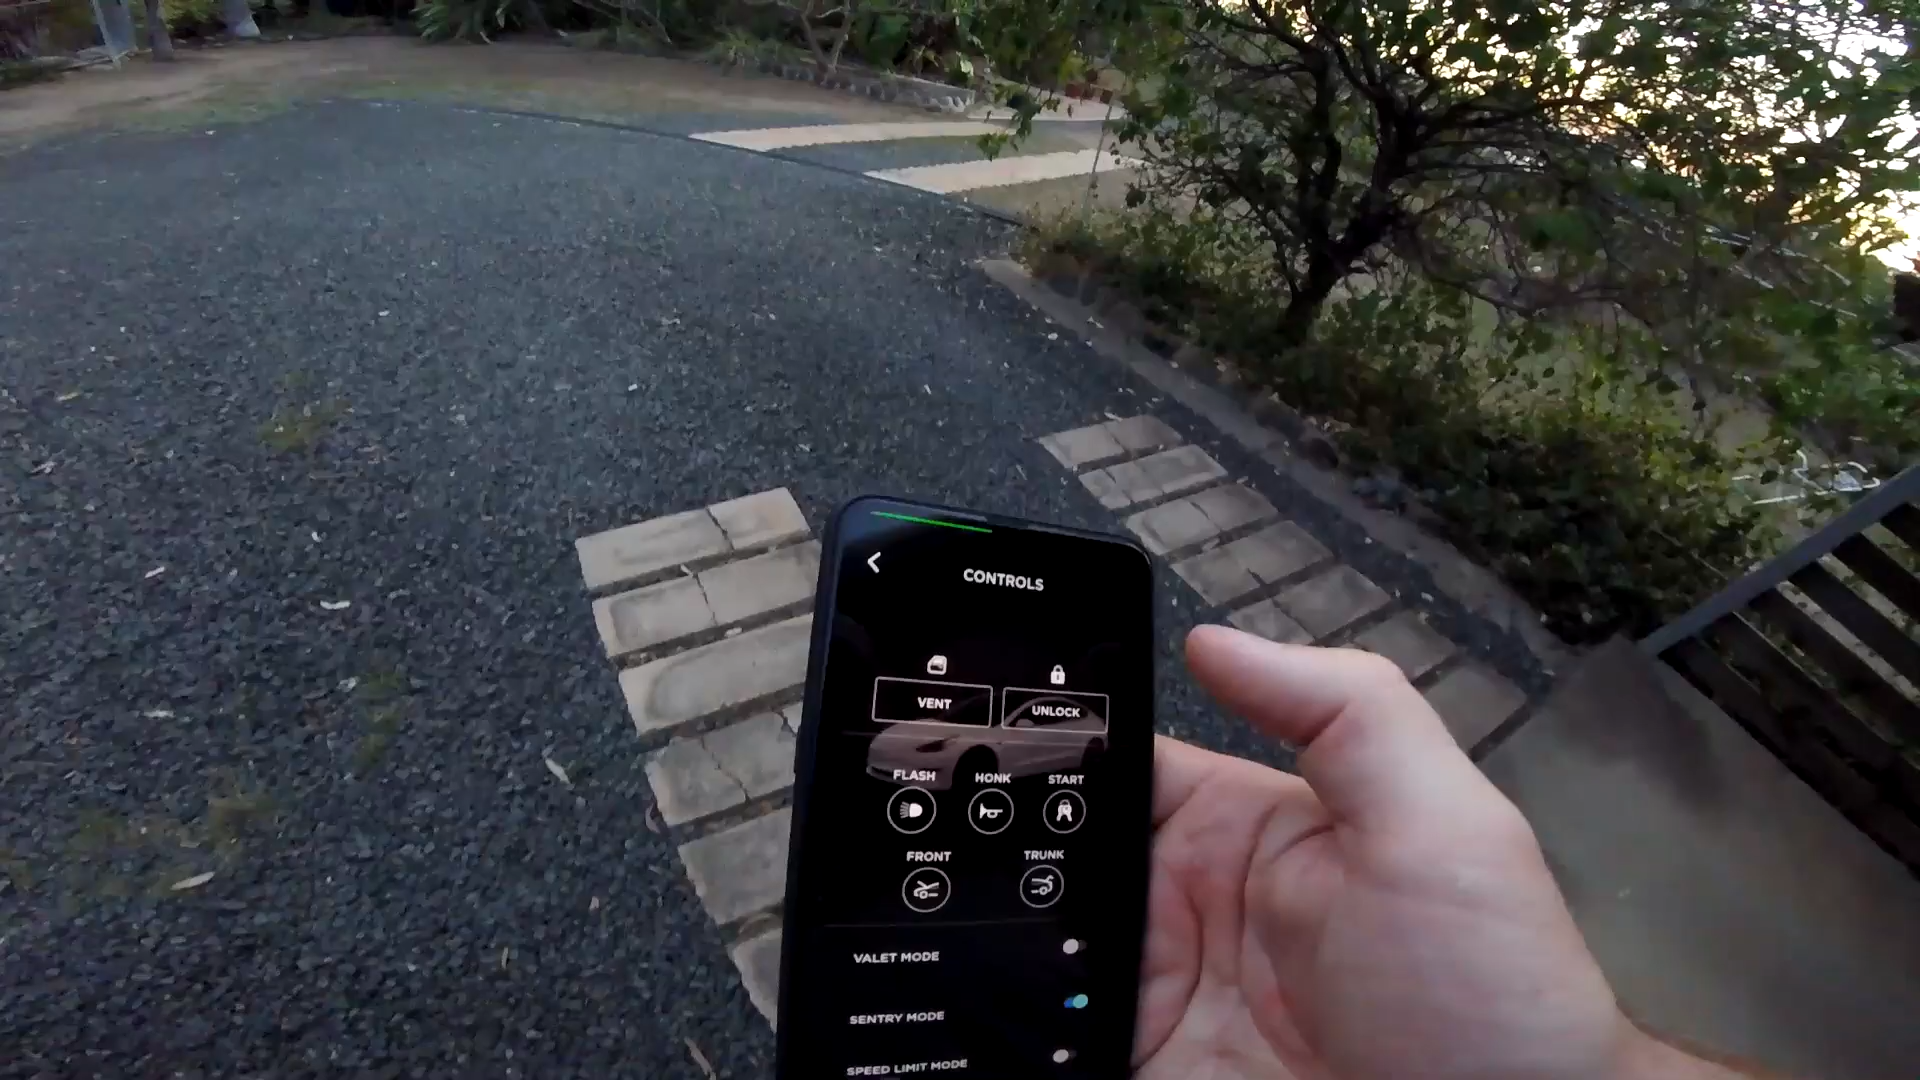 CONTROLS
VENT
UNLOCK
FLASH HONK START
FRONT TRUNK
VALET MODE
SENTRY MODE
SPEED LIMIT MODE